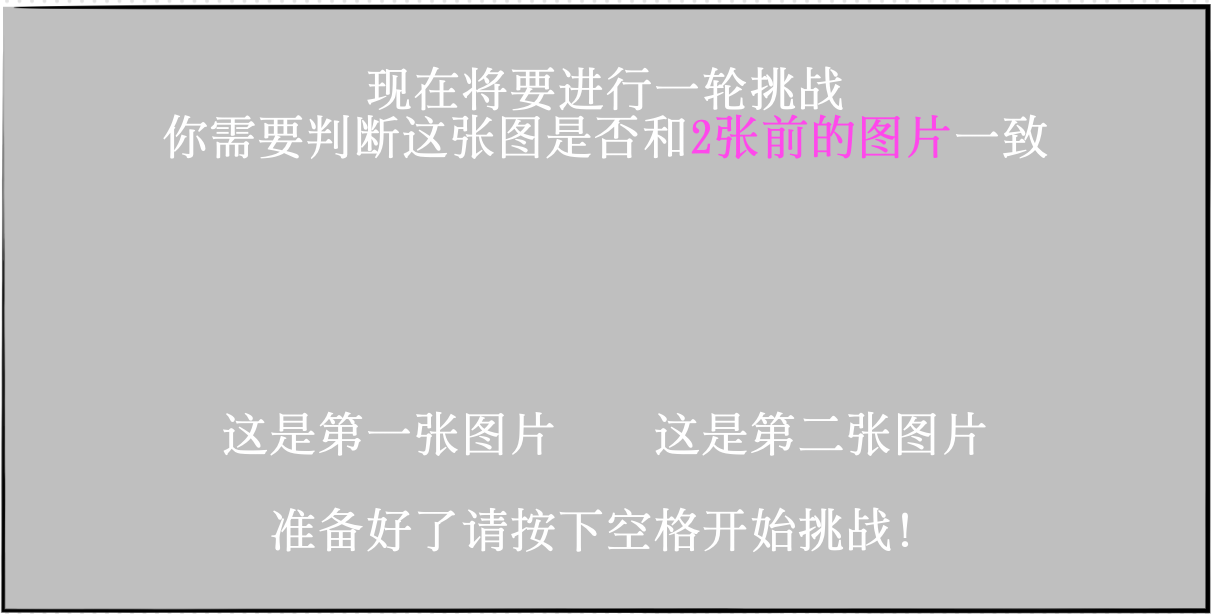 现在将要进行一轮挑战
你需要判断这张图是否和2张前的图片一致
这是第一张图片 这是第二张图片
准备好了请按下空格开始挑战!